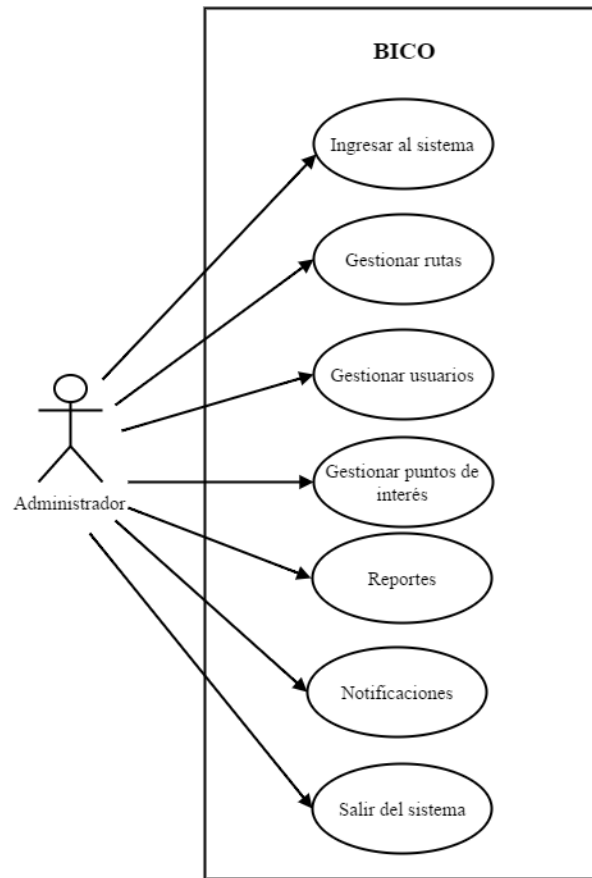 BICO
Ingresar al sistema
Gestionar rutas
Gestionar usuarios
Gestionar puntos de
interés
Administrador
Reportes
Notificaciones
Salir del sistema